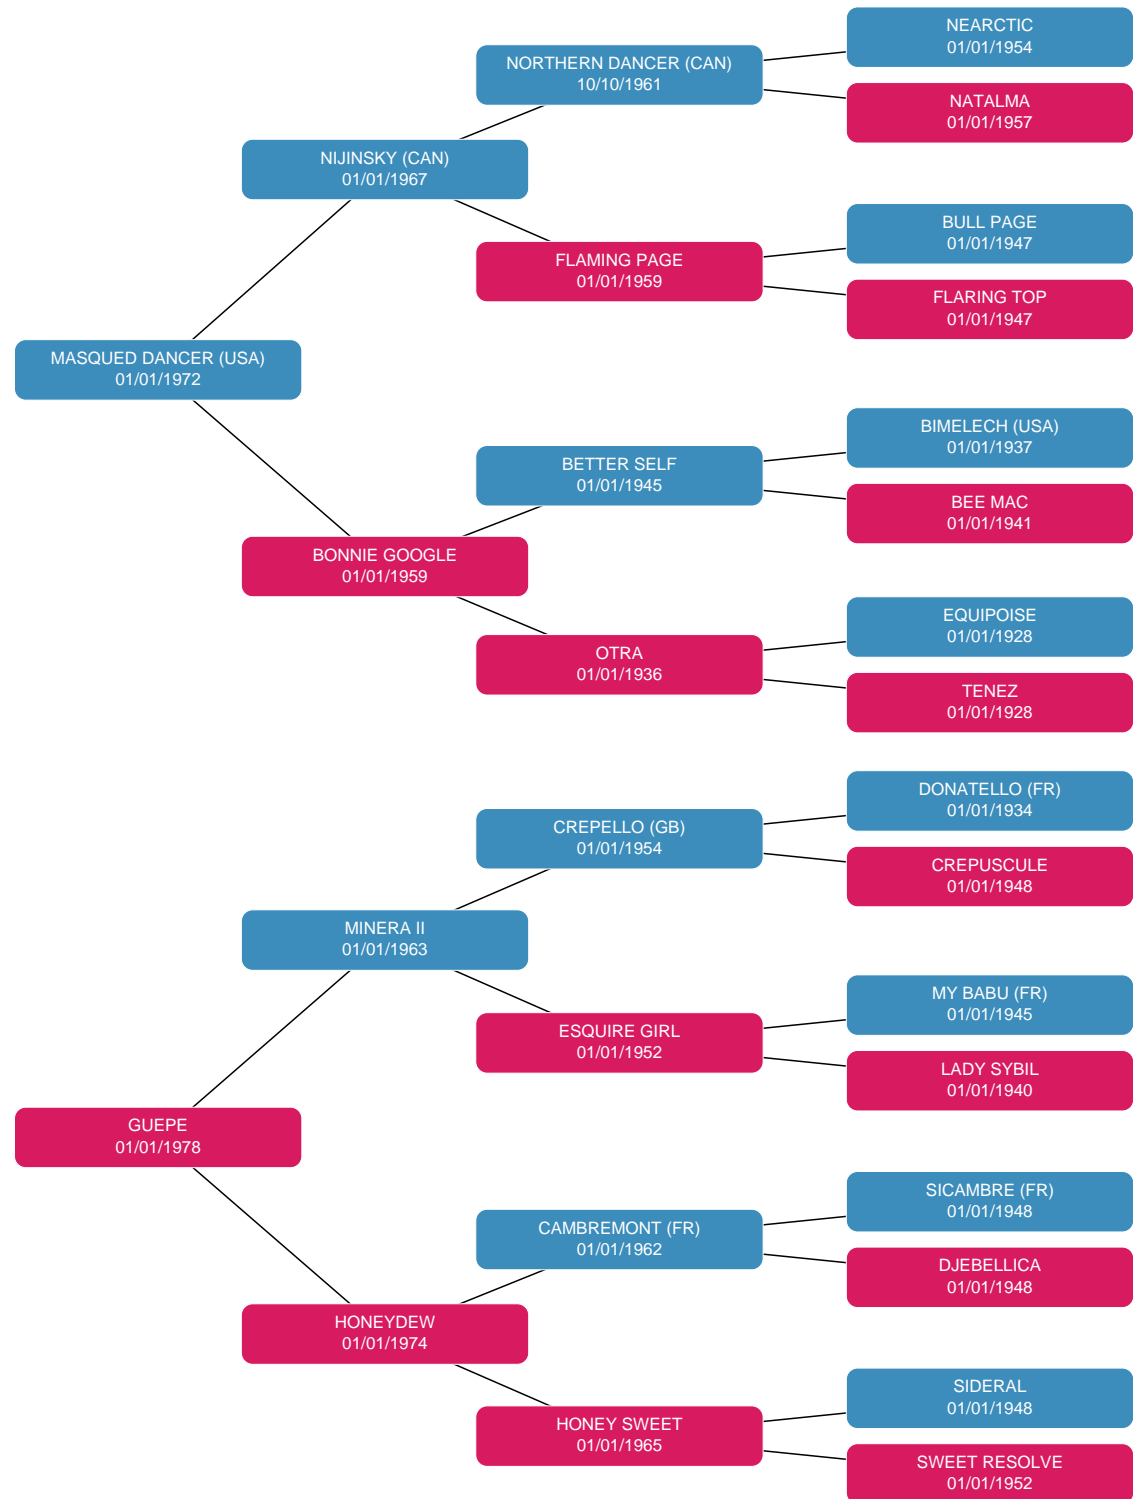 NEARCTIC
01/01/1954
NORTHERN DANCER (CAN)
10/10/1961
NATALMA
01/01/1957
NIJINSKY (CAN)
01/01/1967
BULL PAGE
01/01/1947
FLAMING PAGE
01/01/1959
FLARING TOP
01/01/1947
MASQUED DANCER (USA)
01/01/1972
BIMELECH (USA)
01/01/1937
BETTER SELF
01/01/1945
BEE MAC
01/01/1941
BONNIE GOOGLE
01/01/1959
EQUIPOISE
01/01/1928
OTRA
01/01/1936
TENEZ
01/01/1928
DONATELLO (FR)
01/01/1934
CREPELLO (GB)
01/01/1954
CREPUSCULE
01/01/1948
MINERA II
01/01/1963
MY BABU (FR)
01/01/1945
ESQUIRE GIRL
01/01/1952
LADY SYBIL
01/01/1940
GUEPE
01/01/1978
SICAMBRE (FR)
01/01/1948
CAMBREMONT (FR)
01/01/1962
DJEBELLICA
01/01/1948
HONEYDEW
01/01/1974
SIDERAL
01/01/1948
HONEY SWEET
01/01/1965
SWEET RESOLVE
01/01/1952